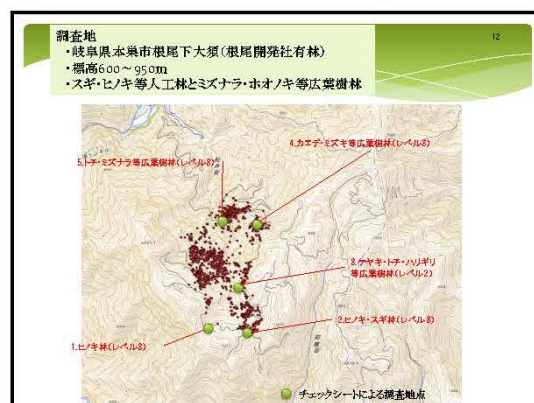 調査地
・岐阜県本巣市根尾下大須(根尾開発社有林)
・標高600～950m
・スギ・ヒノキ等人工林とミズナラ・ホオノキ等広葉樹林
12
4.カエデ・ミズキ等広葉樹林(レベル3)
5.トチ・ミズナラ等広葉樹林(レベル3)
3.ケヤキ・トチ・ハリギリ
等広葉樹林(レベル2)
2.ヒノキ・スギ林(レベル3)
1.ヒノキ林(レベル3)
チェックシートによる調査地点